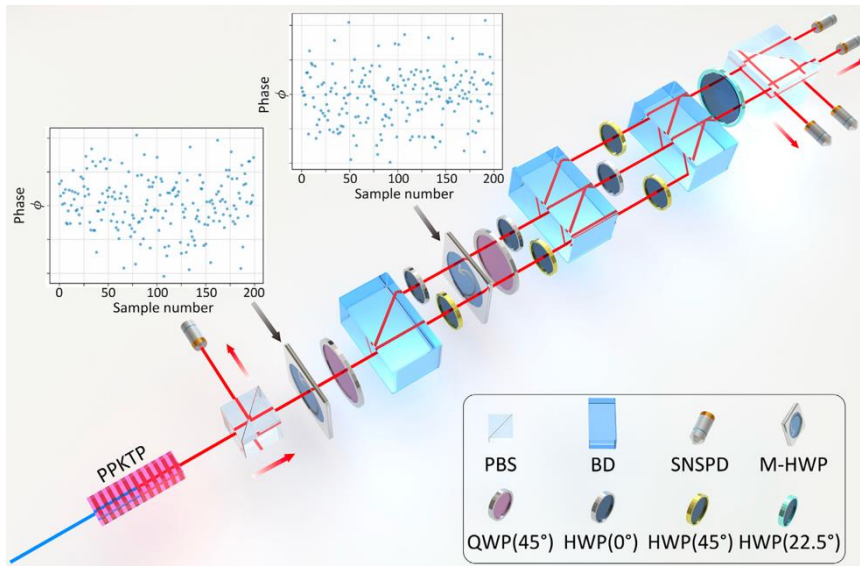 Phase
ϕ
0
50
100
150
200
Sample number
Phase
ϕ
0
50
100
150
200
Sample number
PPKTP
PBS
BD
SNSPD
M-HWP
QWP(45°)
HWP(0°)
HWP(45°)
HWP(22.5°)